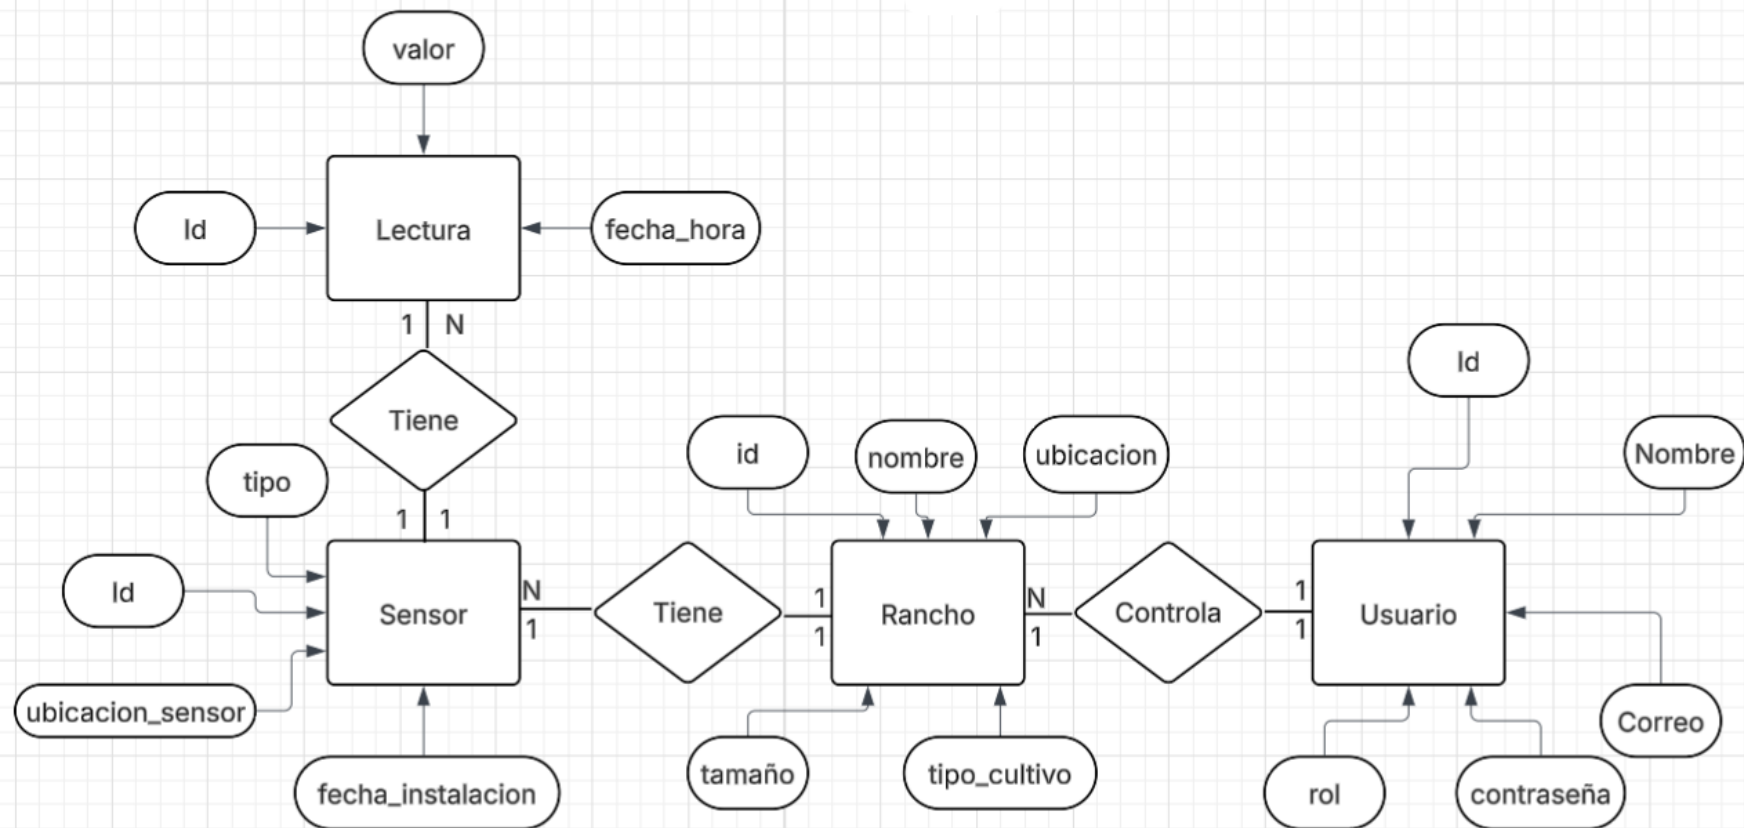 valor
Id
Lectura
fecha_hora
1 N
Tiene
1 1
tipo
Id
Sensor
ubicacion_sensor
fecha_instalacion
N
1
Tiene
1
1
id
nombre
ubicacion
Rancho
tamaño
tipo_cultivo
N
1
Controla
1
1
Id
Nombre
Usuario
Correo
rol
contraseña